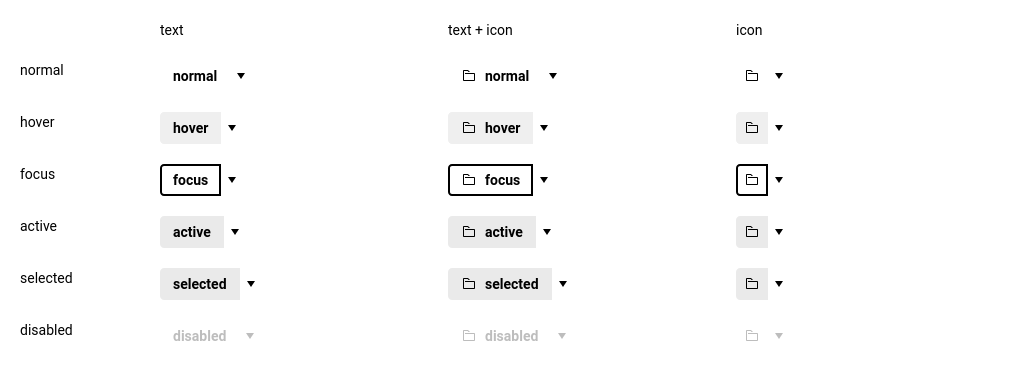 text text + icon icon
normal normal normal
hover hover hover
focus focus focus
active active active
selected selected selected
disabled disabled disabled